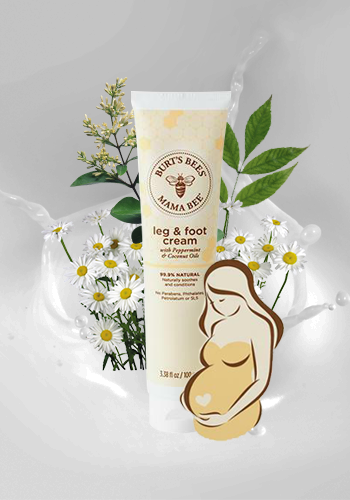 BURT'S BEES
MAMA BEE
leg & foot
cream
with Peppermint
& Coconut Oils
99.9% NATURAL
Naturally soothes
and conditions
No Parabens, Phthalates,
Petrolatum or SLS
3.38 fl oz / 100